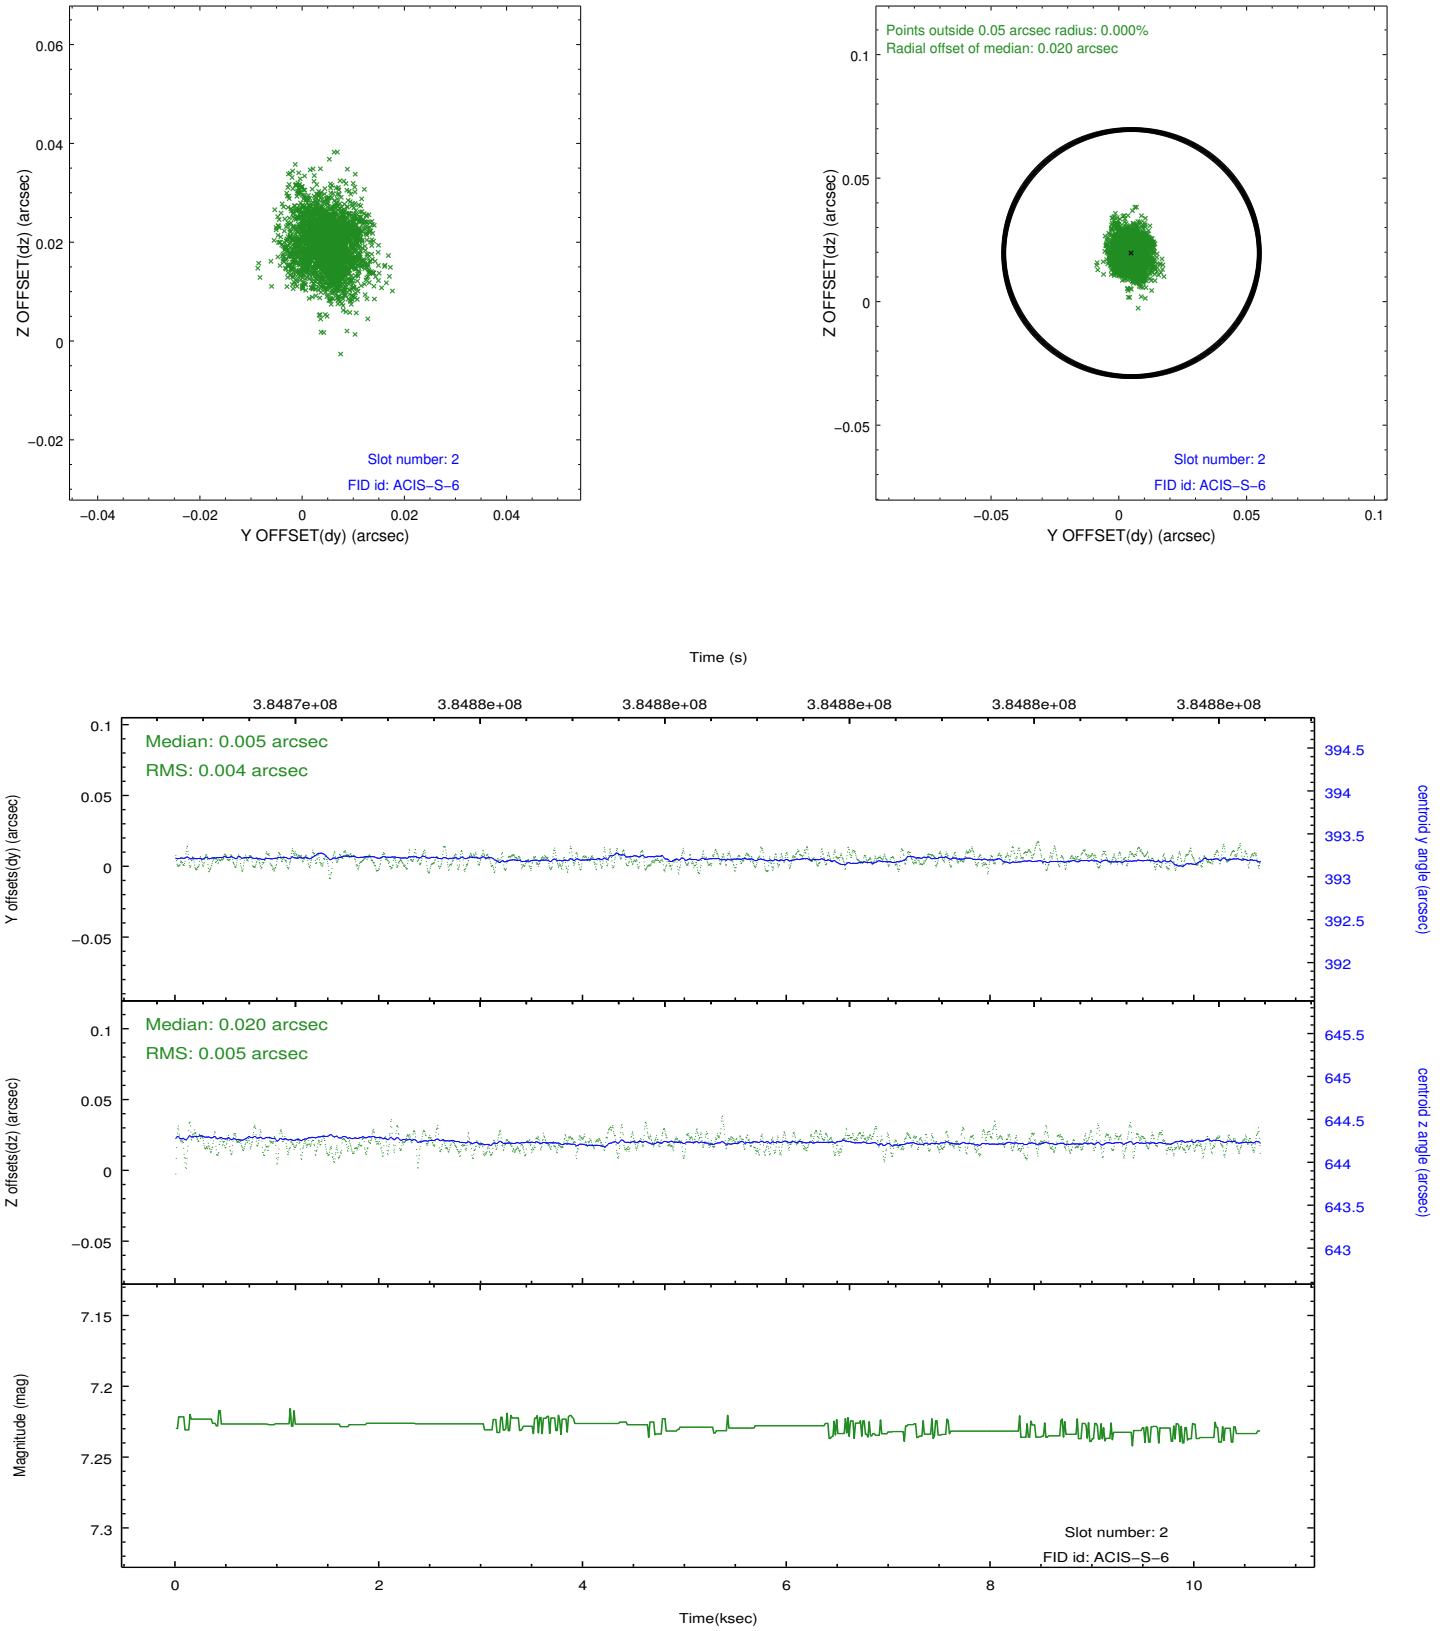 0.06
0.04
0.02
0
−0.02
Z OFFSET(dz) (arcsec)
Slot number: 2
FID id: ACIS−S−6
−0.04
−0.02
0
0.02
0.04
Y OFFSET(dy) (arcsec)
Points outside 0.05 arcsec radius: 0.000%
Radial offset of median: 0.020 arcsec
0.1
0.05
0
−0.05
Z OFFSET(dz) (arcsec)
Slot number: 2
FID id: ACIS−S−6
−0.05
0
0.05
0.1
Y OFFSET(dy) (arcsec)
Time (s)
3.8487e+08
3.8488e+08
3.8488e+08
3.8488e+08
3.8488e+08
3.8488e+08
Median: 0.005 arcsec
RMS: 0.004 arcsec
0.1
0.05
0
−0.05
Y offsets(dy) (arcsec)
394.5
394
393.5
393
392.5
392
centroid y angle (arcsec)
Median: 0.020 arcsec
RMS: 0.005 arcsec
0.1
0.05
0
−0.05
Z offsets(dz) (arcsec)
645.5
645
644.5
644
643.5
643
centroid z angle (arcsec)
7.15
7.2
7.25
7.3
Magnitude (mag)
Slot number: 2
FID id: ACIS−S−6
0
2
4
6
8
10
Time(ksec)